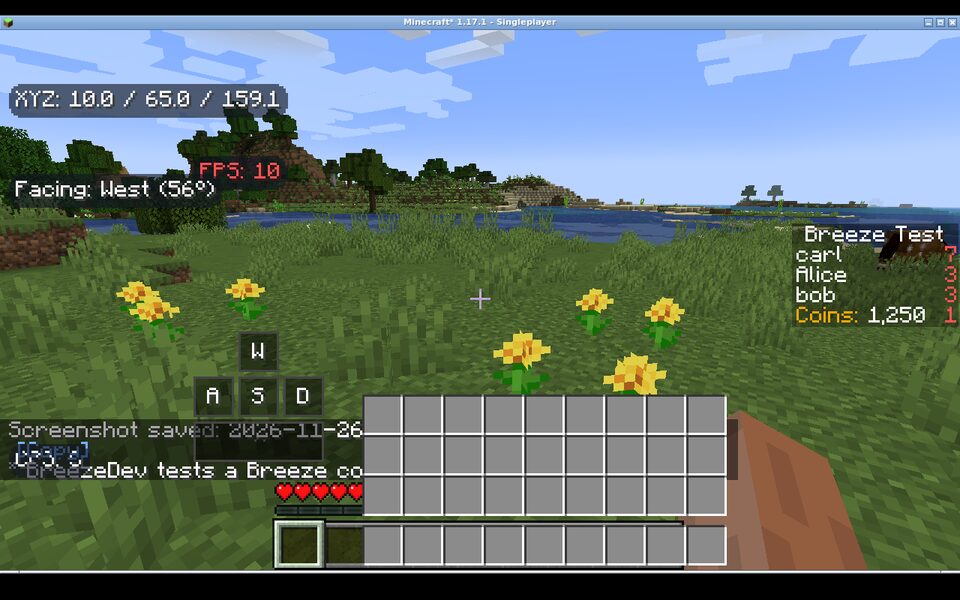 Minecraft* 1.17.1 - Singleplayer
XYZ: 10.0 / 65.0 / 159.1
FPS: 10
Facing: West (56°)
Breeze Test
carl 7
Alice 3
bob 3
Coins: 1,250 1
W
A S D
Screenshot saved: 2026-11-26
[Copy]
* BreezeDev tests a Breeze co